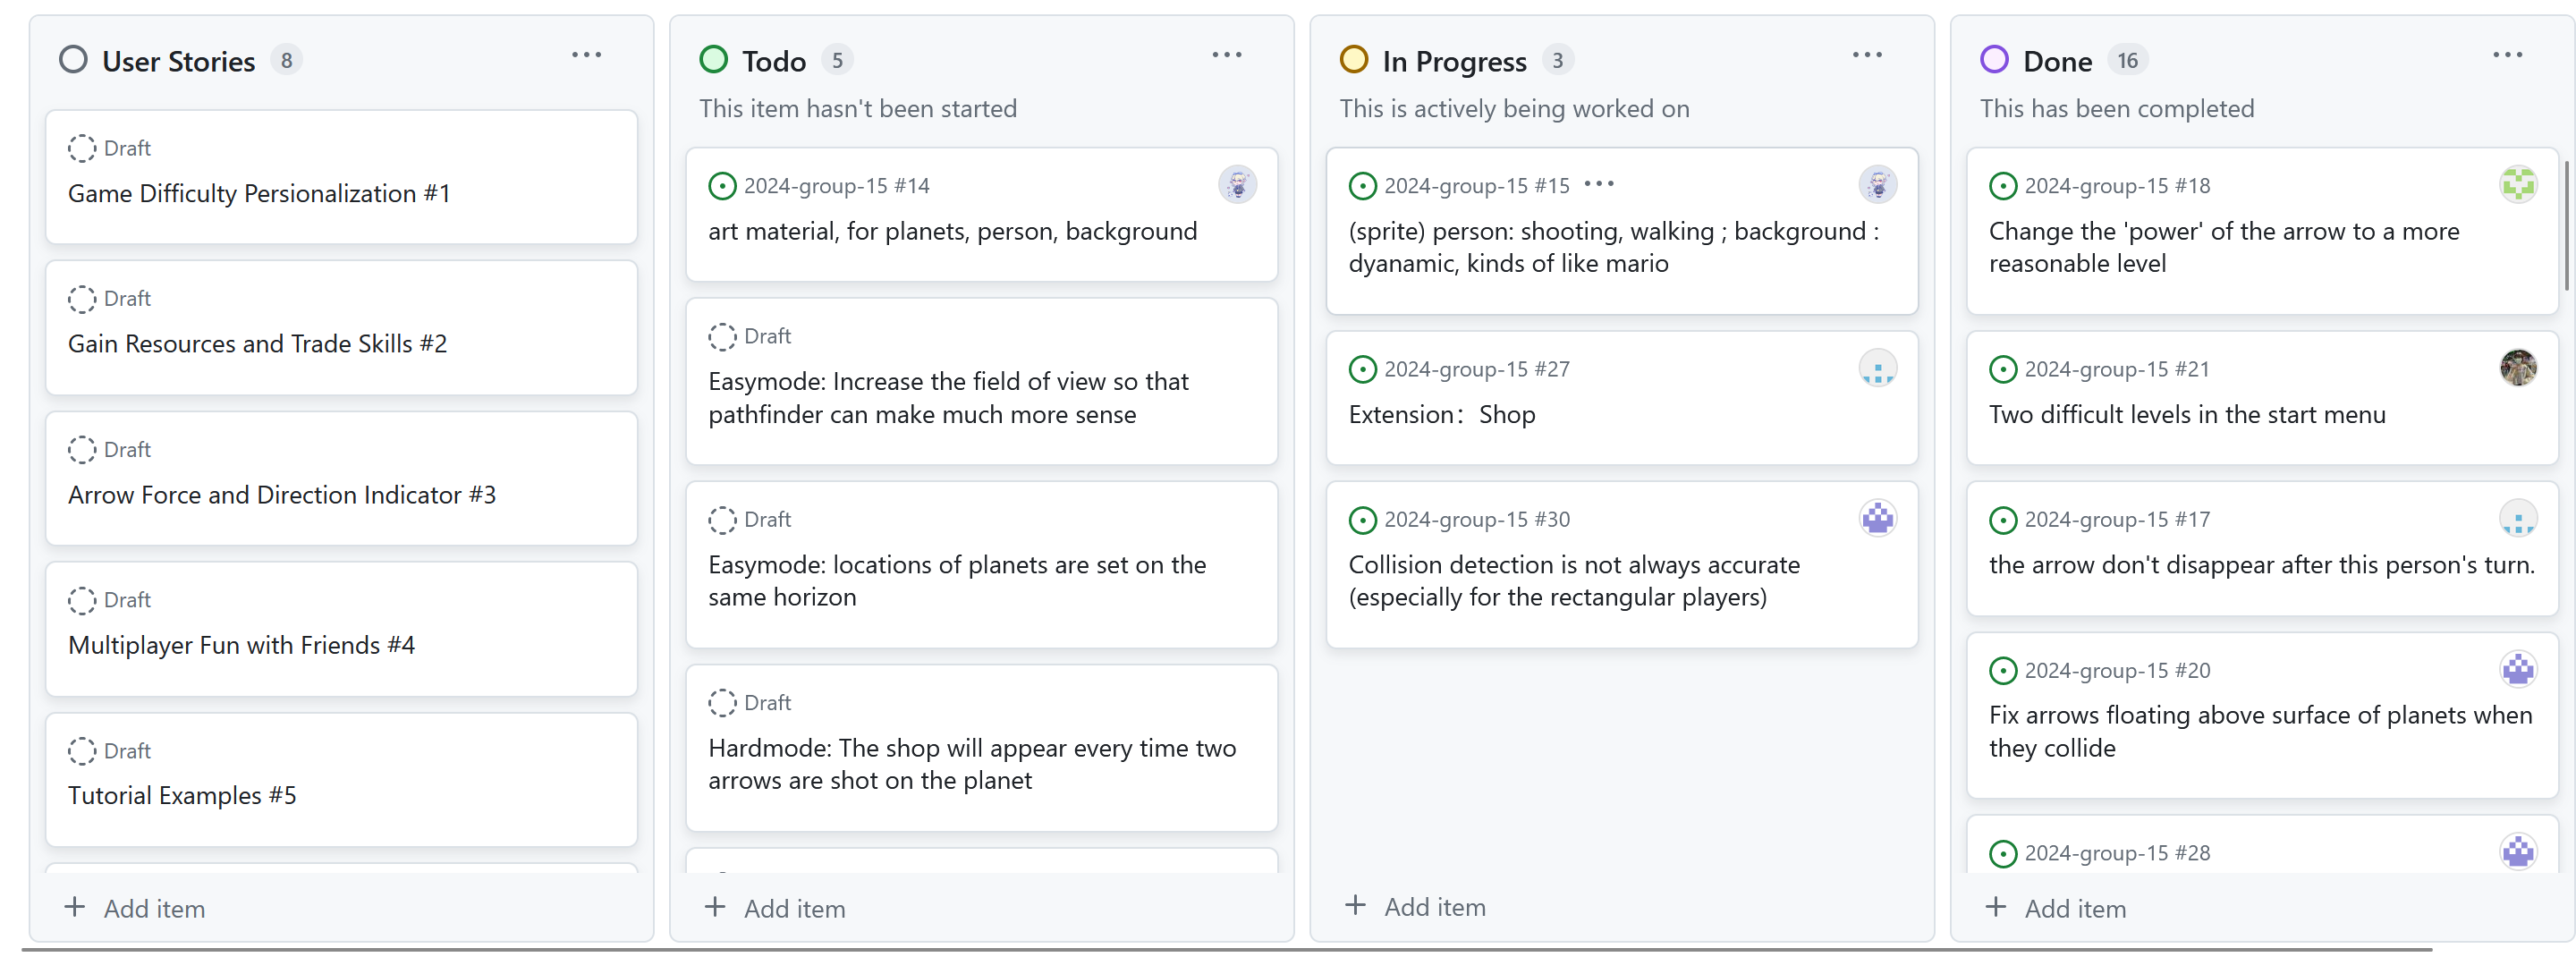 User Stories 8
Draft
Game Difficulty Persionalization #1
Draft
Gain Resources and Trade Skills #2
Draft
Arrow Force and Direction Indicator #3
Draft
Multiplayer Fun with Friends #4
Draft
Tutorial Examples #5
+ Add item
Todo 5
This item hasn't been started
2024-group-15 #14
art material, for planets, person, background
Draft
Easymode: Increase the field of view so that
pathfinder can make much more sense
Draft
Easymode: locations of planets are set on the
same horizon
Draft
Hardmode: The shop will appear every time two
arrows are shot on the planet
+ Add item
In Progress 3
This is actively being worked on
2024-group-15 #15
(sprite) person: shooting, walking ; background :
dyanamic, kinds of like mario
2024-group-15 #27
Extension：Shop
2024-group-15 #30
Collision detection is not always accurate
(especially for the rectangular players)
+ Add item
Done 16
This has been completed
2024-group-15 #18
Change the 'power' of the arrow to a more
reasonable level
2024-group-15 #21
Two difficult levels in the start menu
2024-group-15 #17
the arrow don't disappear after this person's turn.
2024-group-15 #20
Fix arrows floating above surface of planets when
they collide
2024-group-15 #28
+ Add item